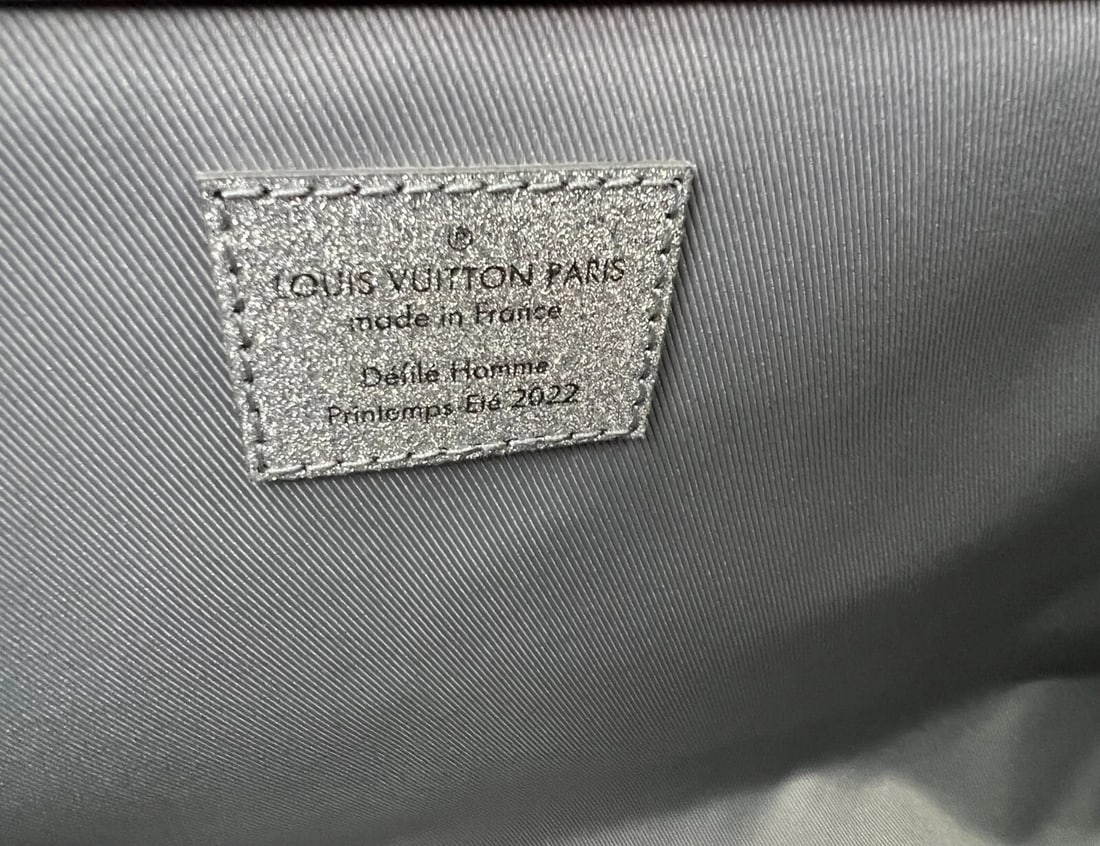 ®
LOUIS VUITTON PARIS
made in France
Défilé Homme
Printemps Été 2022